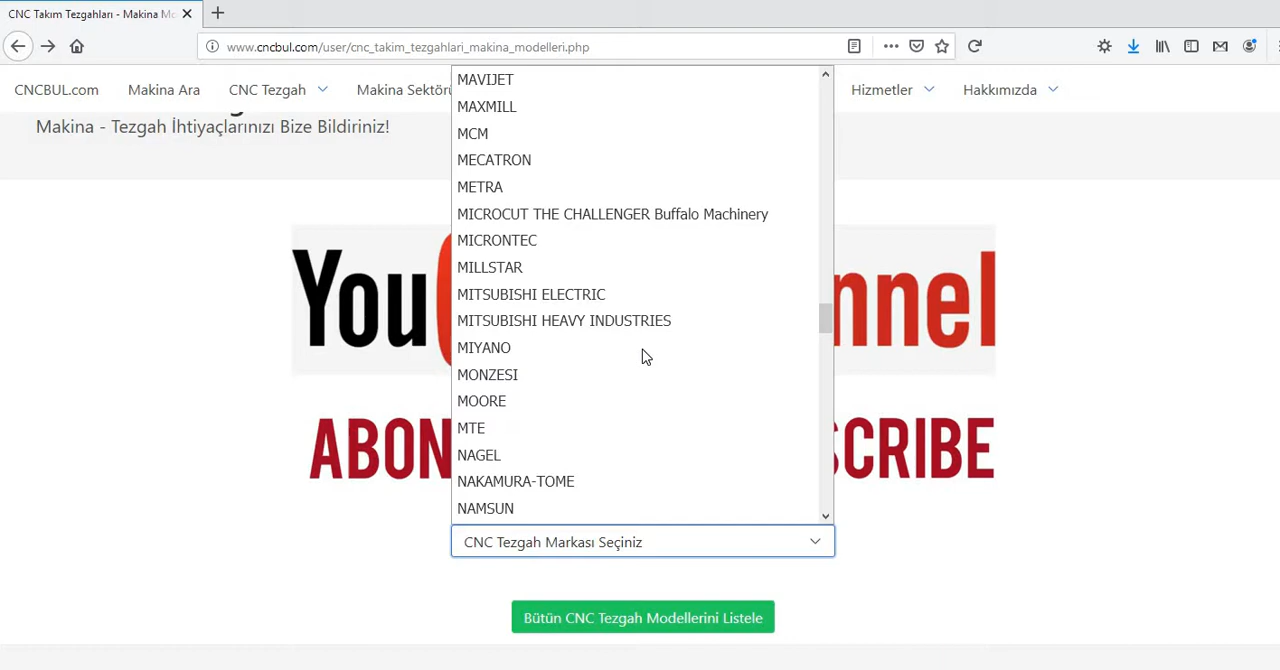 CNC Takım Tezgahları - Makina Mo
www.cncbul.com/user/cnc_takim_tezgahlari_makina_modelleri.php
CNCBUL.com Makina Ara CNC Tezgah Makina Sektörü Hizmetler Hakkımızda
Makina - Tezgah İhtiyaçlarınızı Bize Bildiriniz!
MAVIJET
MAXMILL
MCM
MECATRON
METRA
MICROCUT THE CHALLENGER Buffalo Machinery
MICRONTEC
MILLSTAR
MITSUBISHI ELECTRIC
MITSUBISHI HEAVY INDUSTRIES
MIYANO
MONZESI
MOORE
MTE
NAGEL
NAKAMURA-TOME
NAMSUN
You nnel
ABON SCRIBE
CNC Tezgah Markası Seçiniz
Bütün CNC Tezgah Modellerini Listele